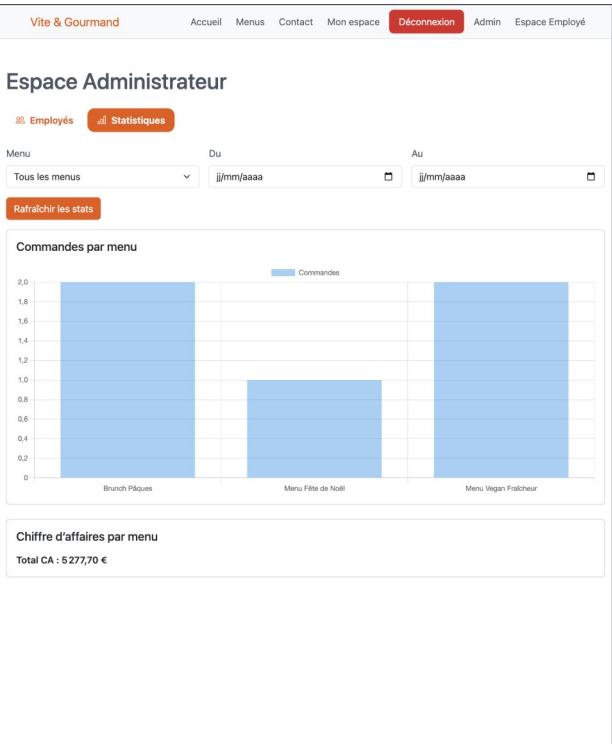 Vite & Gourmand Accueil Menus Contact Mon espace Déconnexion Admin Espace Employé
Espace Administrateur
Employés Statistiques
Menu Du Au
Tous les menus jj/mm/aaaa jj/mm/aaaa
Rafraîchir les stats
Commandes par menu
Commandes
2,0
1,8
1,6
1,4
1,2
1,0
0,8
0,6
0,4
0,2
0
Brunch Pâques Menu Fête de Noël Menu Vegan Fraîcheur
Chiffre d’affaires par menu
Total CA : 5 277,70 €